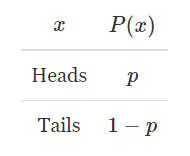 x P(x)
Heads p
Tails 1 − p